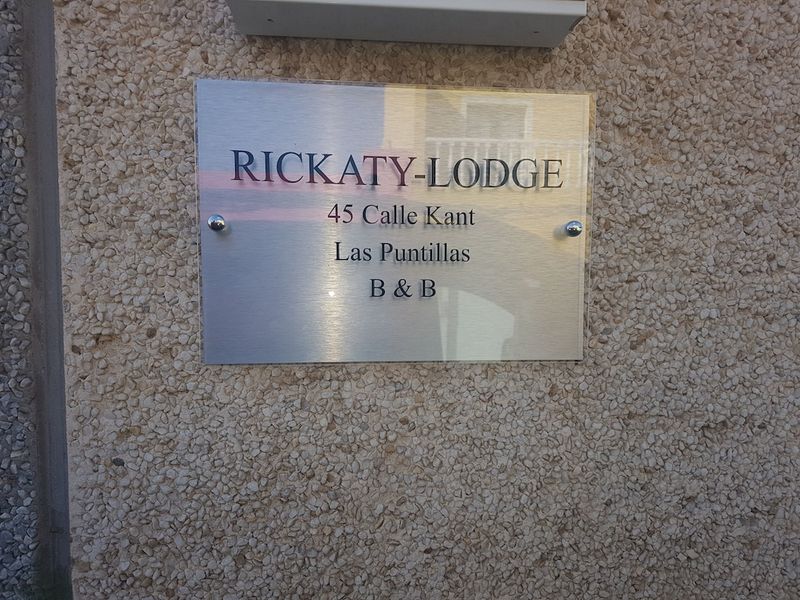 RICKATY-LODGE
45 Calle Kant
Las Puntillas
B & B